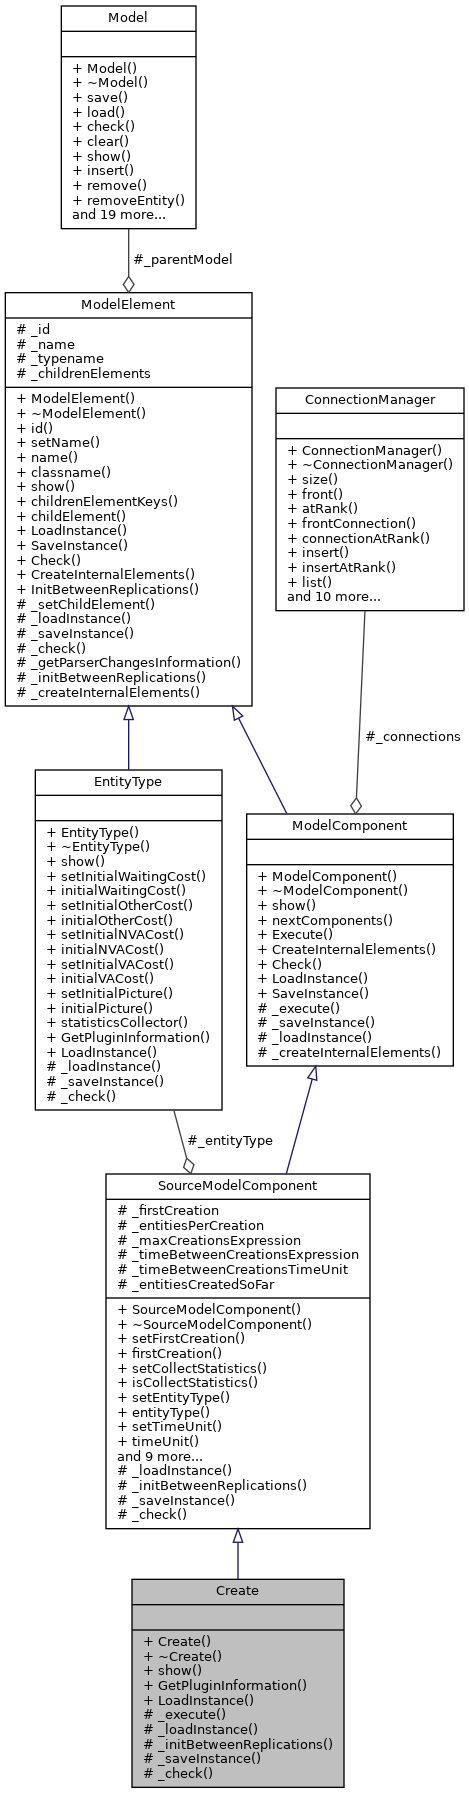 Model
+ Model()
+ ~Model()
+ save()
+ load()
+ check()
+ clear()
+ show()
+ insert()
+ remove()
+ removeEntity()
and 19 more...
#_parentModel
ModelElement
# _id
# _name
# _typename
# _childrenElements
+ ModelElement()
+ ~ModelElement()
+ id()
+ setName()
+ name()
+ classname()
+ show()
+ childrenElementKeys()
+ childElement()
+ LoadInstance()
+ SaveInstance()
+ Check()
+ CreateInternalElements()
+ InitBetweenReplications()
# _setChildElement()
# _loadInstance()
# _saveInstance()
# _check()
# _getParserChangesInformation()
# _initBetweenReplications()
# _createInternalElements()
ConnectionManager
+ ConnectionManager()
+ ~ConnectionManager()
+ size()
+ front()
+ atRank()
+ frontConnection()
+ connectionAtRank()
+ insert()
+ insertAtRank()
+ list()
and 10 more...
#_connections
EntityType
+ EntityType()
+ ~EntityType()
+ show()
+ setInitialWaitingCost()
+ initialWaitingCost()
+ setInitialOtherCost()
+ initialOtherCost()
+ setInitialNVACost()
+ initialNVACost()
+ setInitialVACost()
+ initialVACost()
+ setInitialPicture()
+ initialPicture()
+ statisticsCollector()
+ GetPluginInformation()
+ LoadInstance()
# _loadInstance()
# _saveInstance()
# _check()
ModelComponent
+ ModelComponent()
+ ~ModelComponent()
+ show()
+ nextComponents()
+ Execute()
+ CreateInternalElements()
+ Check()
+ LoadInstance()
+ SaveInstance()
# _execute()
# _saveInstance()
# _loadInstance()
# _createInternalElements()
#_entityType
SourceModelComponent
# _firstCreation
# _entitiesPerCreation
# _maxCreationsExpression
# _timeBetweenCreationsExpression
# _timeBetweenCreationsTimeUnit
# _entitiesCreatedSoFar
+ SourceModelComponent()
+ ~SourceModelComponent()
+ setFirstCreation()
+ firstCreation()
+ setCollectStatistics()
+ isCollectStatistics()
+ setEntityType()
+ entityType()
+ setTimeUnit()
+ timeUnit()
and 9 more...
# _loadInstance()
# _initBetweenReplications()
# _saveInstance()
# _check()
Create
+ Create()
+ ~Create()
+ show()
+ GetPluginInformation()
+ LoadInstance()
# _execute()
# _loadInstance()
# _initBetweenReplications()
# _saveInstance()
# _check()